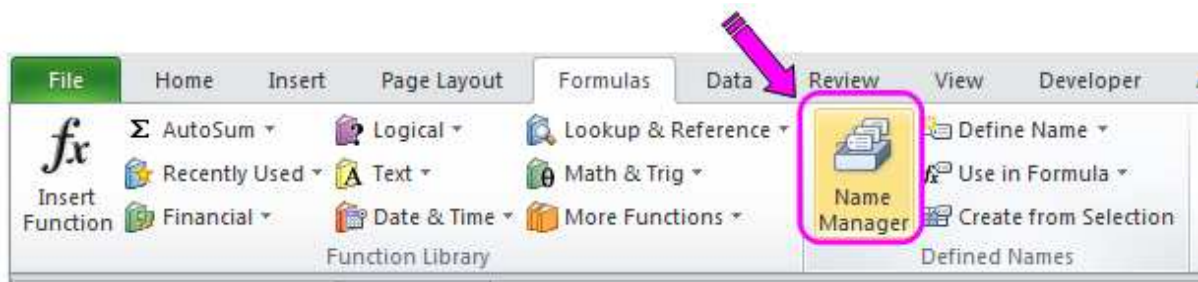 File Home Insert Page Layout Formulas Data Review View Developer
fx Σ AutoSum Logical Lookup & Reference Define Name
Recently Used A Text θ Math & Trig fx Use in Formula
Insert Name
Function Financial Date & Time More Functions Manager Create from Selection
Function Library Defined Names